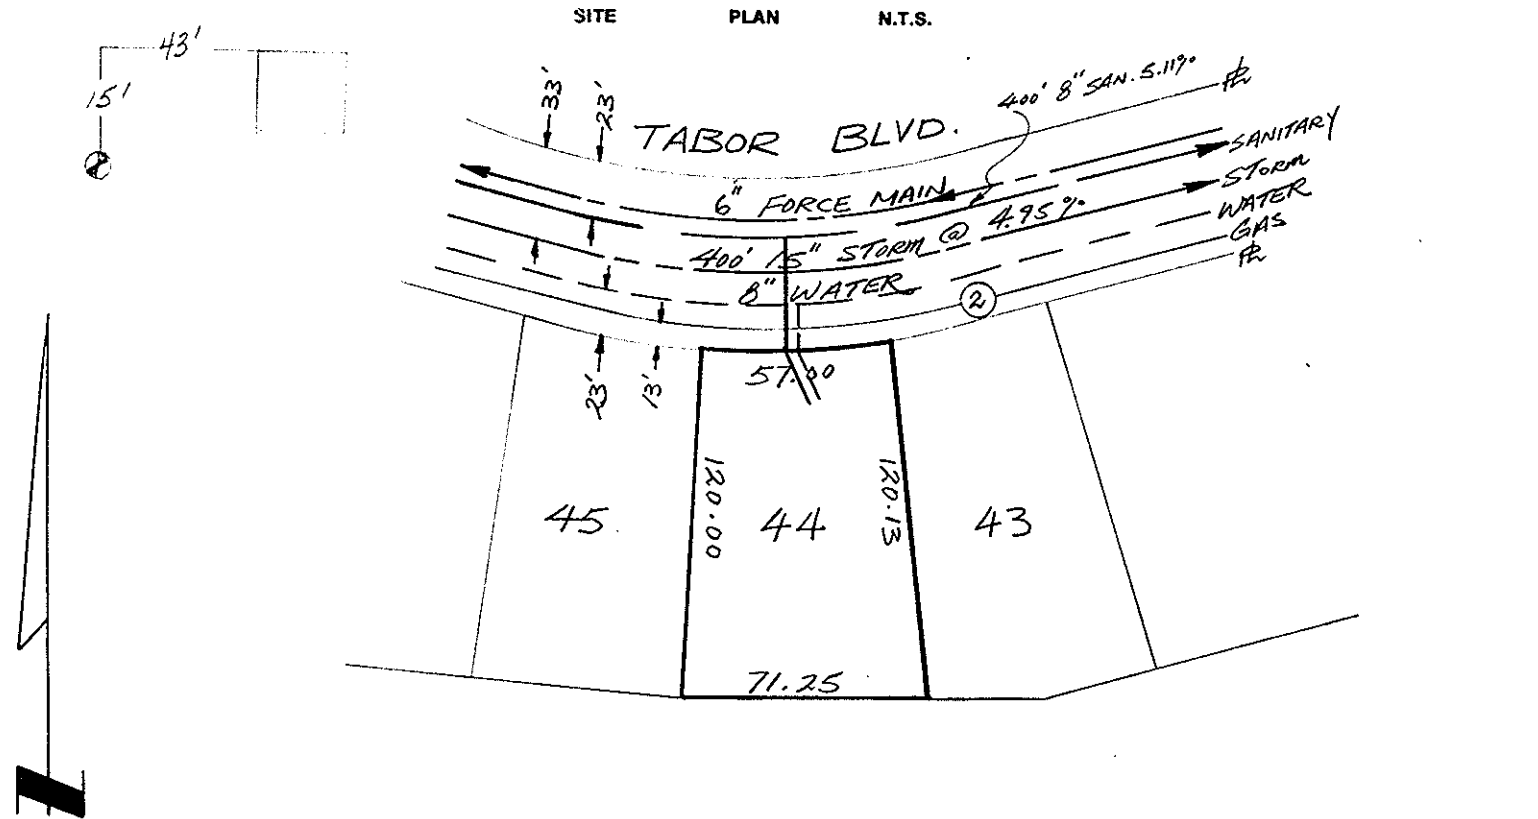 SITE PLAN N.T.S.
43'
15'
33'
23'
TABOR BLVD.
400' 8" SAN. 5.11%
PL
SANITARY
STORM
WATER
GAS
PL
6" FORCE MAIN
400' 15" STORM @ 4.95%
8" WATER
2
23'
13'
57.00
120.00
120.13
45
44
43
71.25